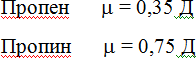 Пропен μ = 0,35 Д
Пропин μ = 0,75 Д